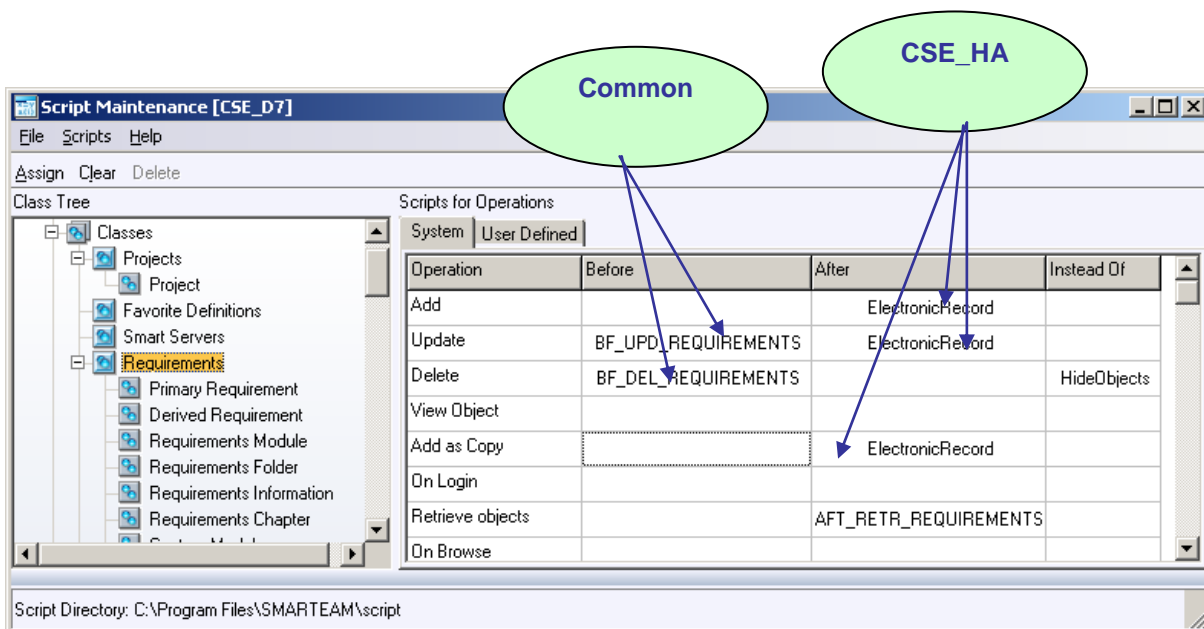 Common
CSE_HA
Script Maintenance [CSE_D7]
File Scripts Help
Assign Clear Delete
Class Tree
Classes
Projects
Project
Favorite Definitions
Smart Servers
Requirements
Primary Requirement
Derived Requirement
Requirements Module
Requirements Folder
Requirements Information
Requirements Chapter
Scripts for Operations
System User Defined
Operation Before After Instead Of
Add ElectronicRecord
Update BF_UPD_REQUIREMENTS ElectronicRecord
Delete BF_DEL_REQUIREMENTS HideObjects
View Object
Add as Copy ElectronicRecord
On Login
Retrieve objects AFT_RETR_REQUIREMENTS
On Browse
Script Directory: C:\Program Files\SMARTEAM\script